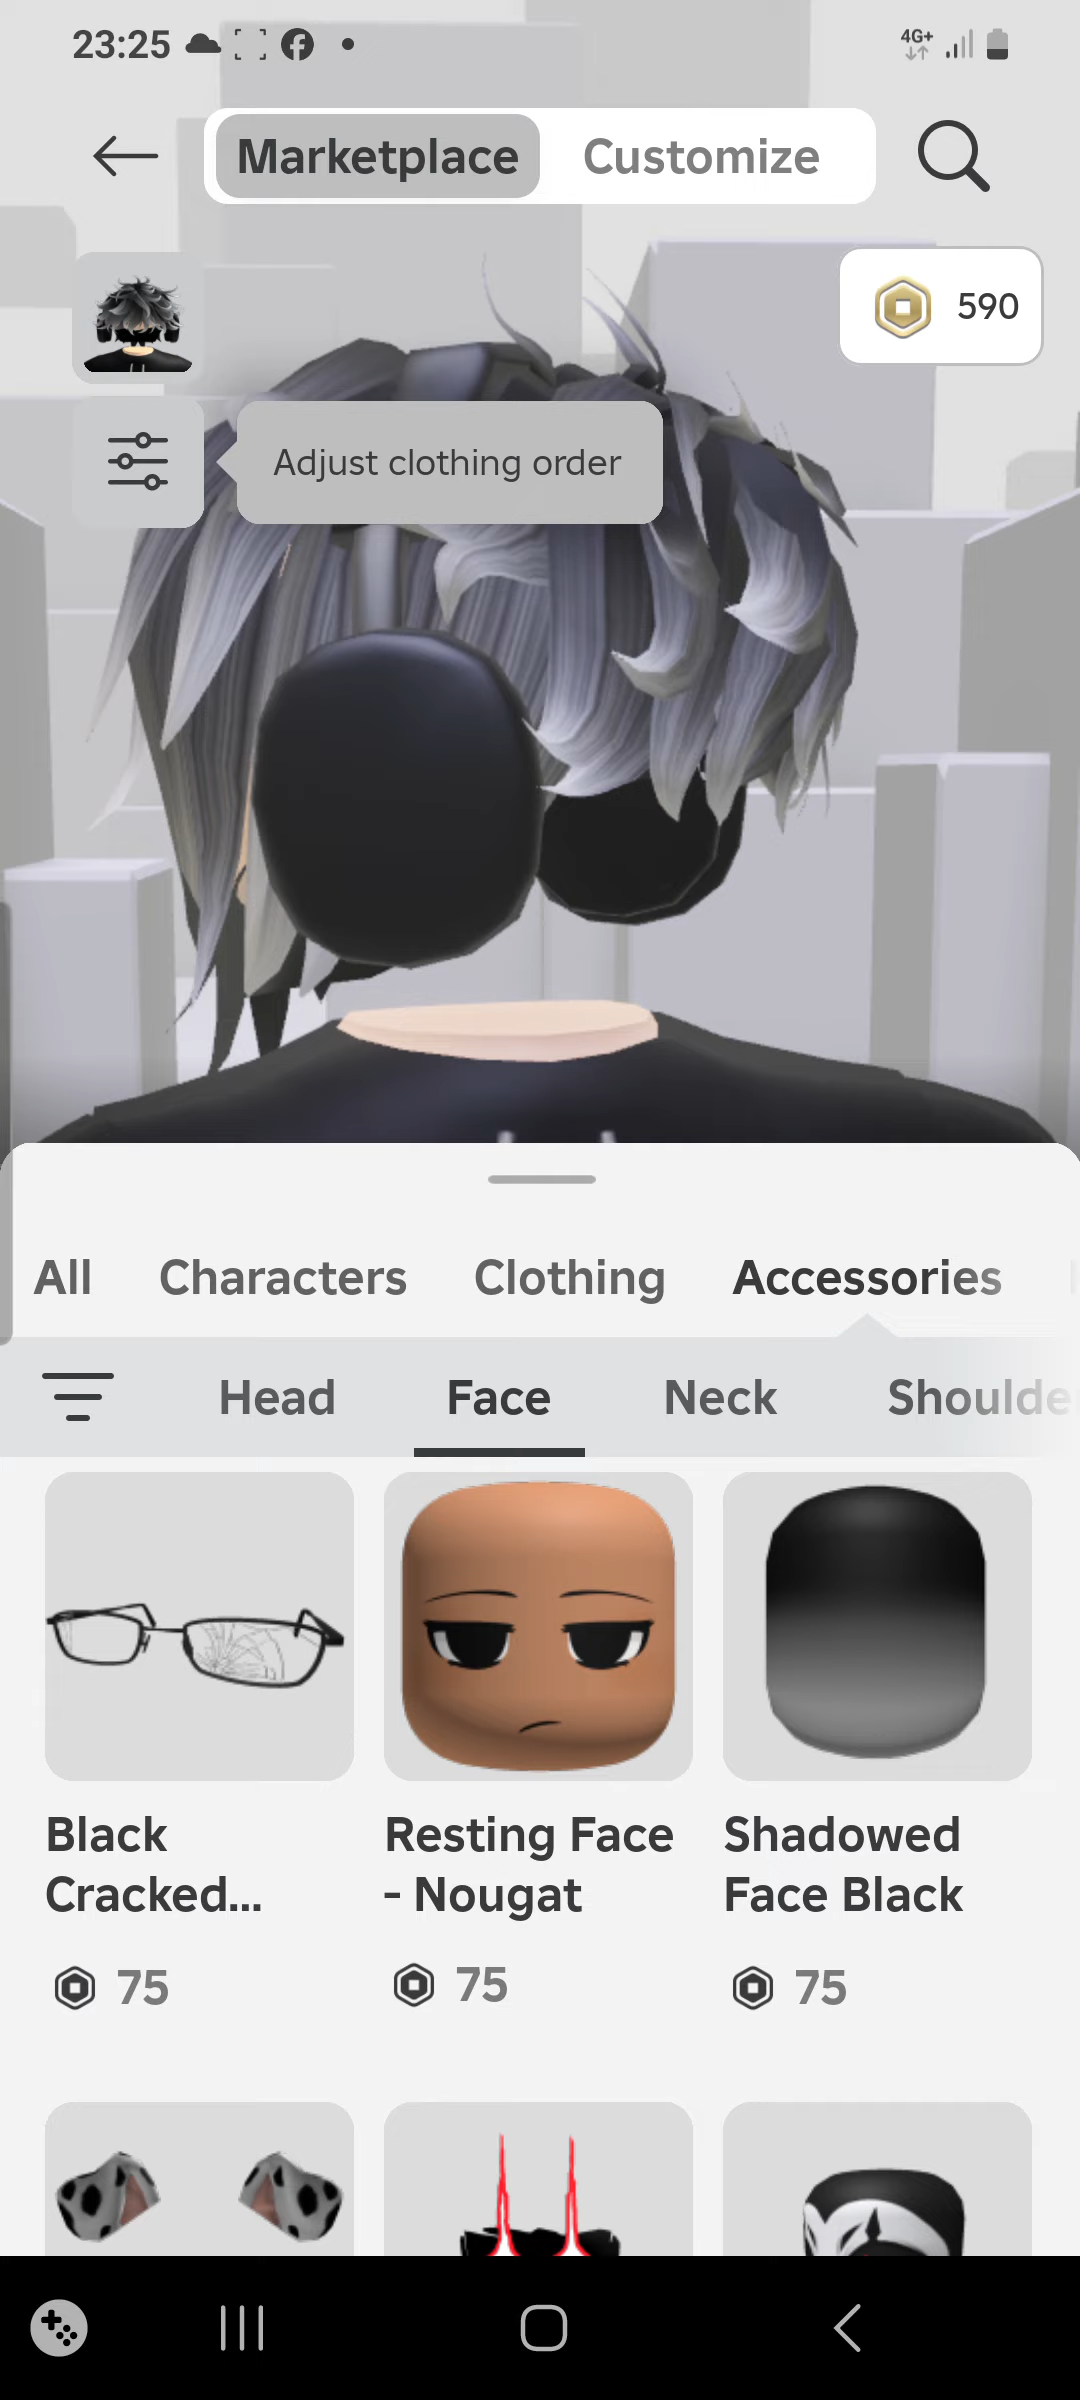 23:25
4G+
Marketplace
Customize
590
Adjust clothing order
All
Characters
Clothing
Accessories
Head
Face
Neck
Shoulde
Black
Cracked...
Resting Face
- Nougat
Shadowed
Face Black
75
75
75